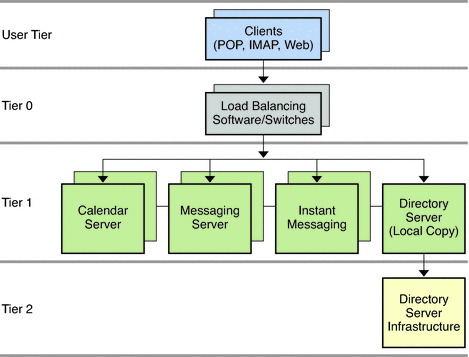 User Tier
Clients
(POP, IMAP, Web)
Tier 0
Load Balancing
Software/Switches
Tier 1
Calendar
Server
Messaging
Server
Instant
Messaging
Directory
Server
(Local Copy)
Tier 2
Directory
Server
Infrastructure